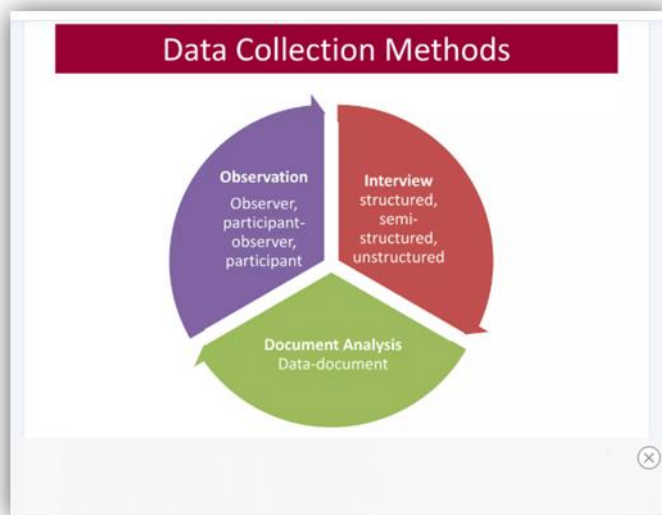 Data Collection Methods
Observation
Observer,
participant-
observer,
participant
Interview
structured,
semi-
structured,
unstructured
Document Analysis
Data-document